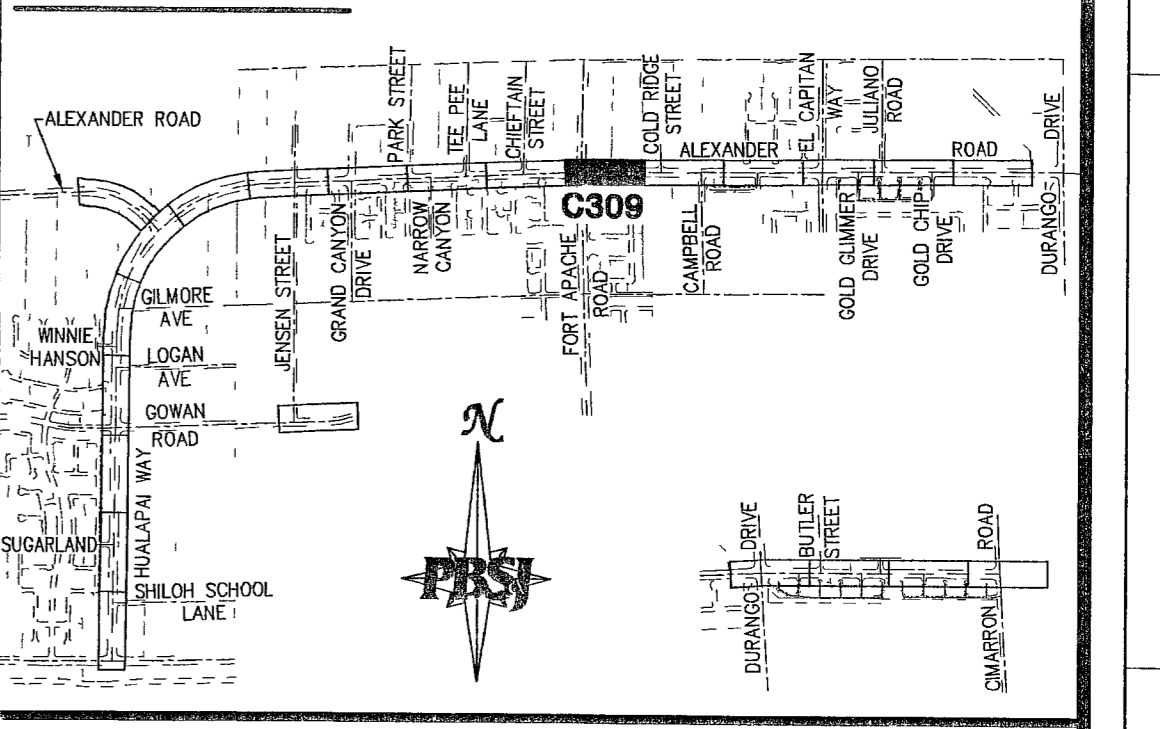 ALEXANDER ROAD
PARK STREET
TEE PEE
LANE
CHIEFTAIN
STREET
COLD RIDGE
STREET
EL CAPITAN
WAY
JULIANO
ROAD
DRIVE
DURANGO
ALEXANDER ROAD
C309
JENSEN STREET
GRAND CANYON
DRIVE
NARROW
CANYON
FORT APACHE
ROAD
CAMPBELL
ROAD
GOLD GLIMMER
DRIVE
GOLD CHIP
DRIVE
GILMORE
AVE
WINNIE
HANSON
LOGAN
AVE
GOWAN
ROAD
HUALAPAI WAY
SUGARLAND
SHILOH SCHOOL
LANE
N
PBSJ
DURANGO DRIVE
BUTLER
STREET
CIMARRON ROAD